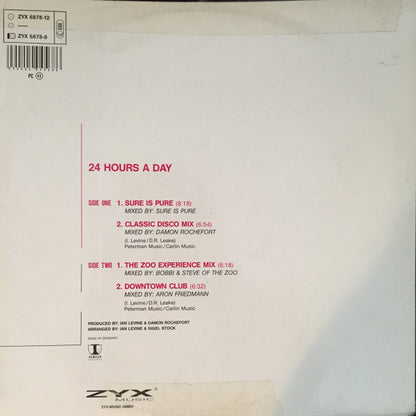 ZYX 6878-12
ZYX 6878-8
PC 43
24 HOURS A DAY
SIDE ONE 1. SURE IS PURE (8:18)
MIXED BY: SURE IS PURE
2. CLASSIC DISCO MIX (6:54)
MIXED BY: DAMON ROCHEFORT
(I. Levine/D.R. Leake)
Peterman Music/Carlin Music
SIDE TWO 1. THE ZOO EXPERIENCE MIX (6:18)
MIXED BY: BOBBI & STEVE OF THE ZOO
2. DOWNTOWN CLUB (6:32)
MIXED BY: ARON FRIEDMANN
(I. Levine/D.R. Leake)
Peterman Music/Carlin Music
PRODUCED BY: IAN LEVINE & DAMON ROCHEFORT
ARRANGED BY: IAN LEVINE & NIGEL STOCK
MADE IN GERMANY
ZYX
MUSIC
ZYX-MUSIC GMBH